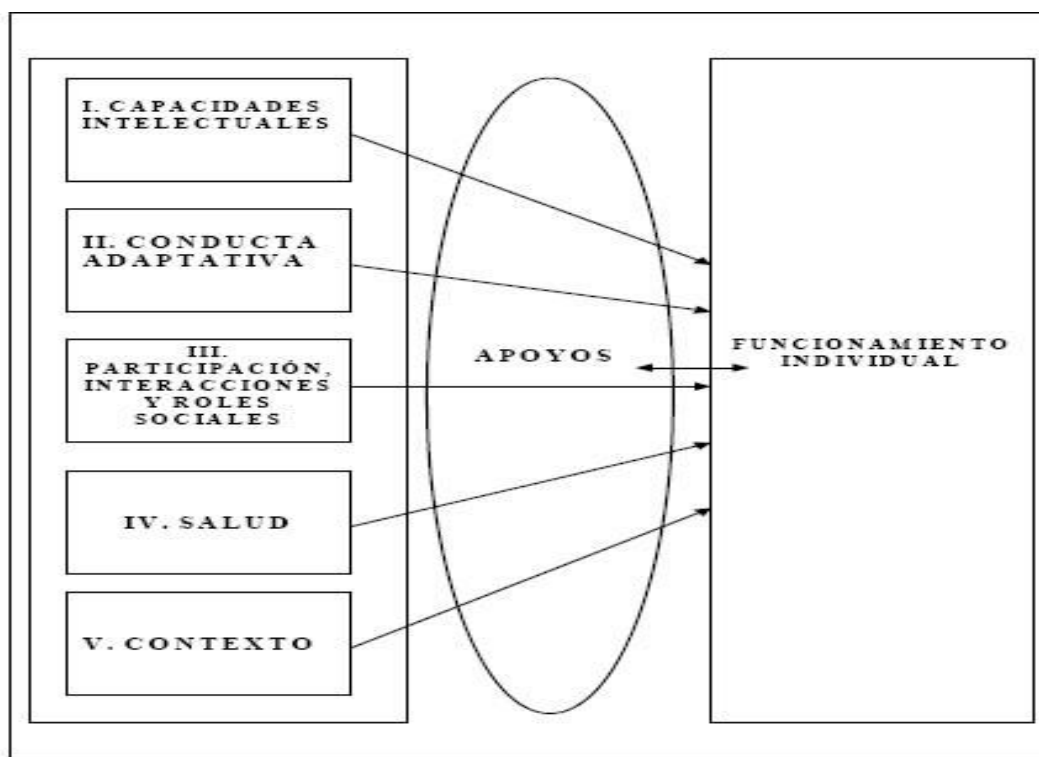 I. CAPACIDADES
INTELECTUALES
II. CONDUCTA
ADAPTATIVA
III.
PARTICIPACIÓN,
INTERACCIONES
Y ROLES
SOCIALES
IV. SALUD
V. CONTEXTO
APOYOS
FUNCIONAMIENTO
INDIVIDUAL